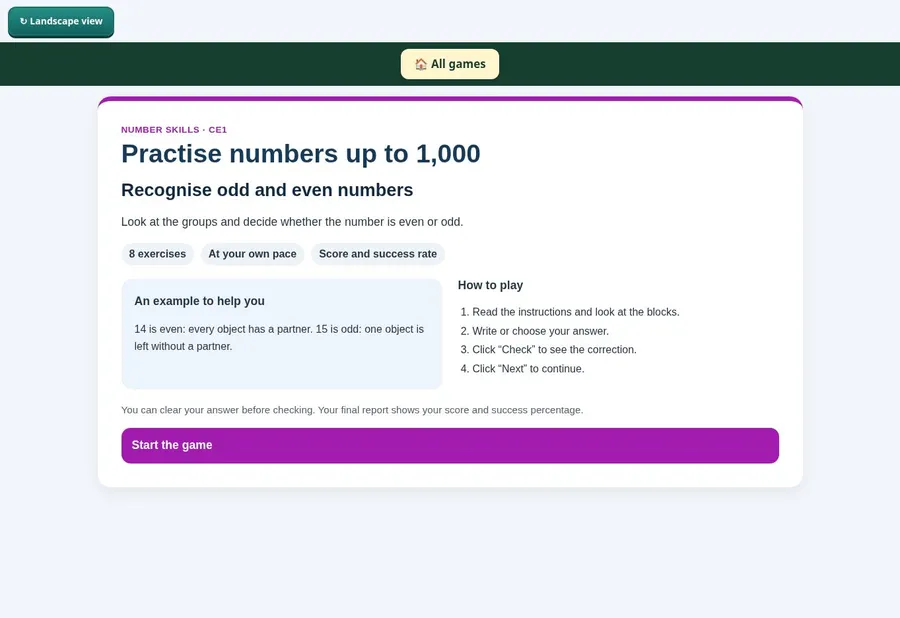 ↻ Landscape view
🏠 All games
NUMBER SKILLS · CE1
Practise numbers up to 1,000
Recognise odd and even numbers
Look at the groups and decide whether the number is even or odd.
8 exercises
At your own pace
Score and success rate
An example to help you
14 is even: every object has a partner. 15 is odd: one object is
left without a partner.
How to play
1. Read the instructions and look at the blocks.
2. Write or choose your answer.
3. Click “Check” to see the correction.
4. Click “Next” to continue.
You can clear your answer before checking. Your final report shows your score and success percentage.
Start the game